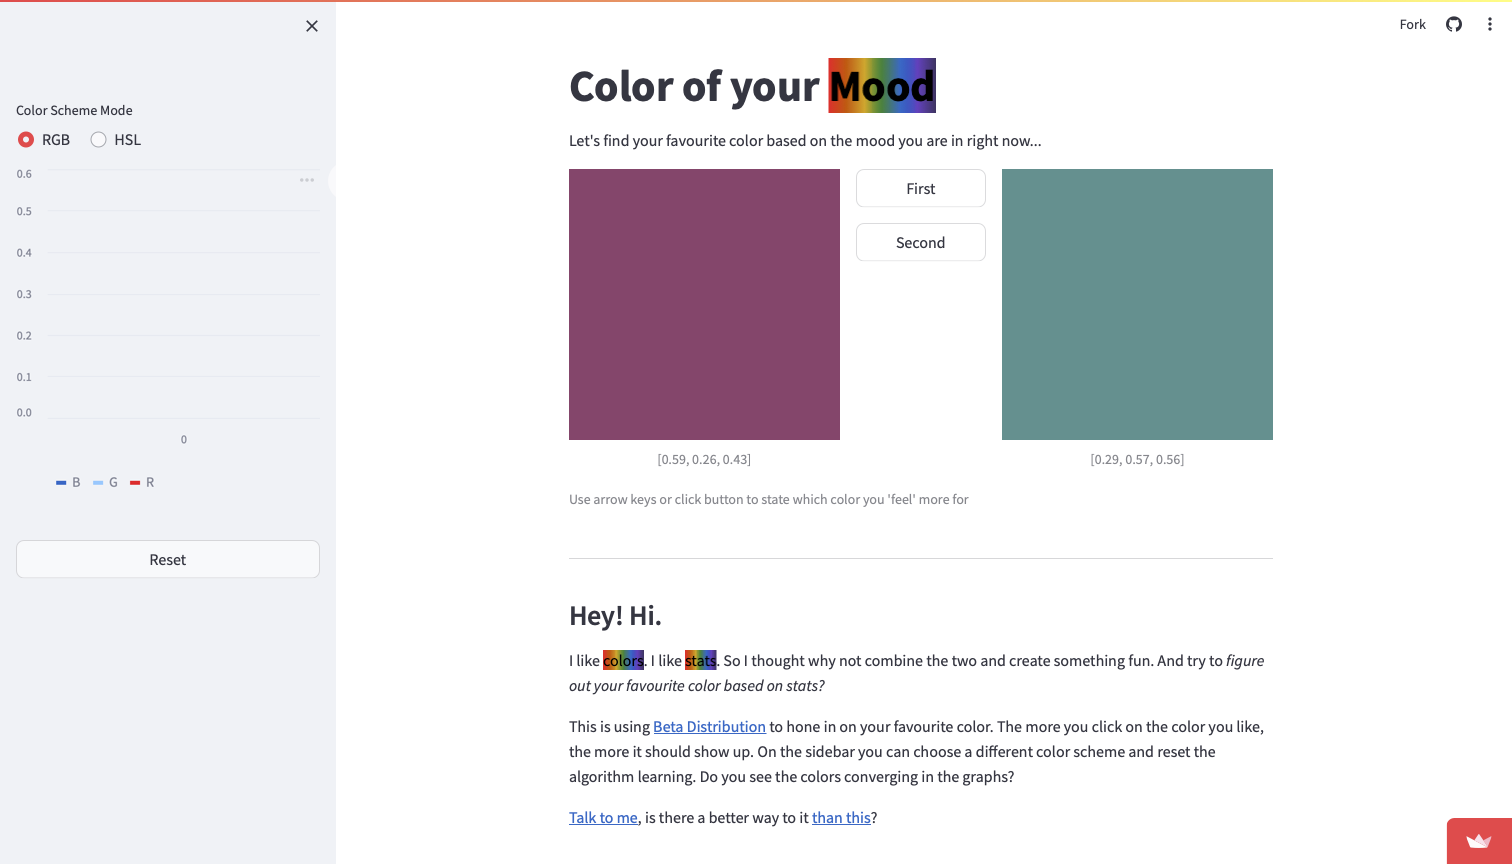 Fork
Color Scheme Mode
RGB
HSL
0.6
0.5
0.4
0.3
0.2
0.1
0.0
0
B G R
Reset
Color of your Mood
Let's find your favourite color based on the mood you are in right now...
First
Second
[0.59, 0.26, 0.43]
[0.29, 0.57, 0.56]
Use arrow keys or click button to state which color you 'feel' more for
Hey! Hi.
I like colors. I like stats. So I thought why not combine the two and create something fun. And try to figure
out your favourite color based on stats?
This is using Beta Distribution to hone in on your favourite color. The more you click on the color you like,
the more it should show up. On the sidebar you can choose a different color scheme and reset the
algorithm learning. Do you see the colors converging in the graphs?
Talk to me, is there a better way to it than this?